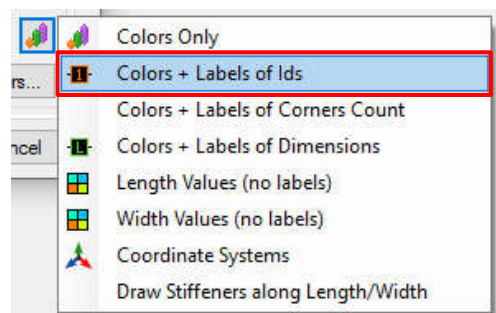 Colors Only
rs...
1
Colors + Labels of Ids
Colors + Labels of Corners Count
ncel
L
Colors + Labels of Dimensions
Length Values (no labels)
Width Values (no labels)
Coordinate Systems
Draw Stiffeners along Length/Width